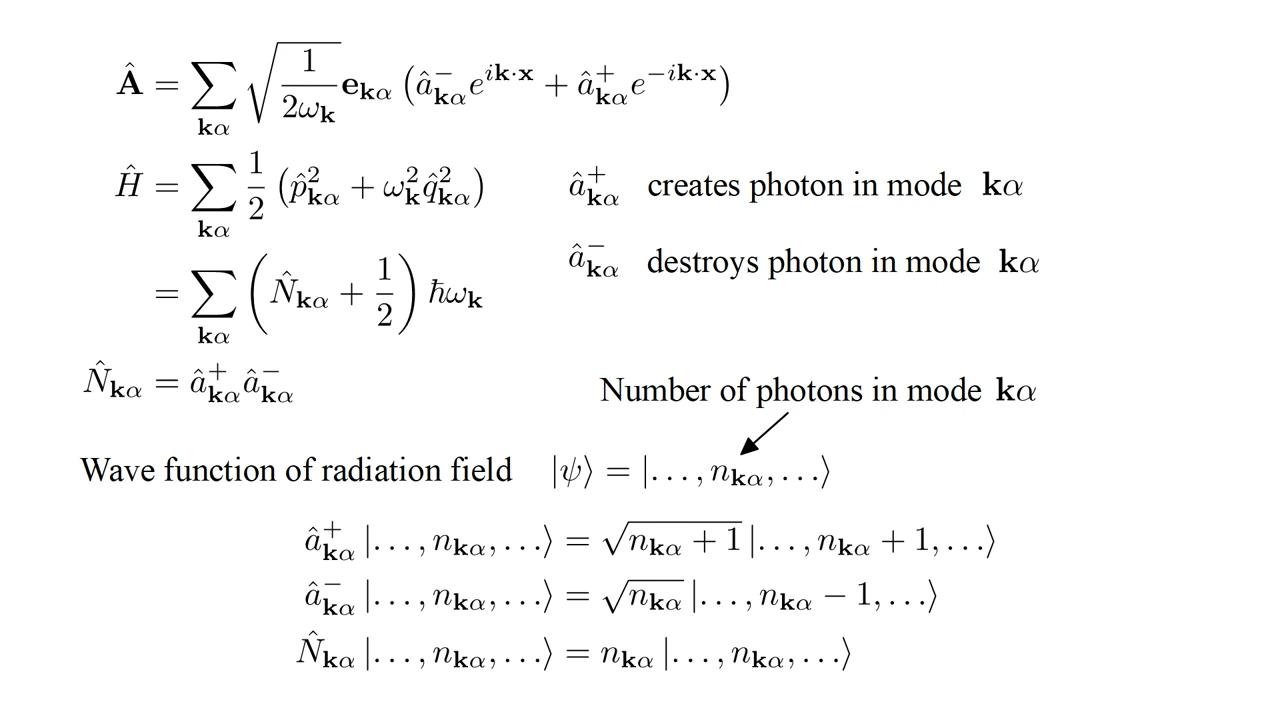 Â = ∑_{𝐤α} √(1/(2ω_𝐤)) 𝐞_{𝐤α} (â⁻_{𝐤α} e^{i𝐤·𝐱} + â⁺_{𝐤α} e^{−i𝐤·𝐱})
Ĥ = ∑_{𝐤α} 1/2 (p̂²_{𝐤α} + ω²_𝐤 q̂²_{𝐤α})
â⁺_{𝐤α} creates photon in mode 𝐤α
â⁻_{𝐤α} destroys photon in mode 𝐤α
= ∑_{𝐤α} (N̂_{𝐤α} + 1/2) ħω_𝐤
N̂_{𝐤α} = â⁺_{𝐤α} â⁻_{𝐤α}
Number of photons in mode 𝐤α
Wave function of radiation field |ψ⟩ = |…, n_{𝐤α}, …⟩
â⁺_{𝐤α} |…, n_{𝐤α}, …⟩ = √(n_{𝐤α} + 1) |…, n_{𝐤α} + 1, …⟩
â⁻_{𝐤α} |…, n_{𝐤α}, …⟩ = √(n_{𝐤α}) |…, n_{𝐤α} − 1, …⟩
N̂_{𝐤α} |…, n_{𝐤α}, …⟩ = n_{𝐤α} |…, n_{𝐤α}, …⟩